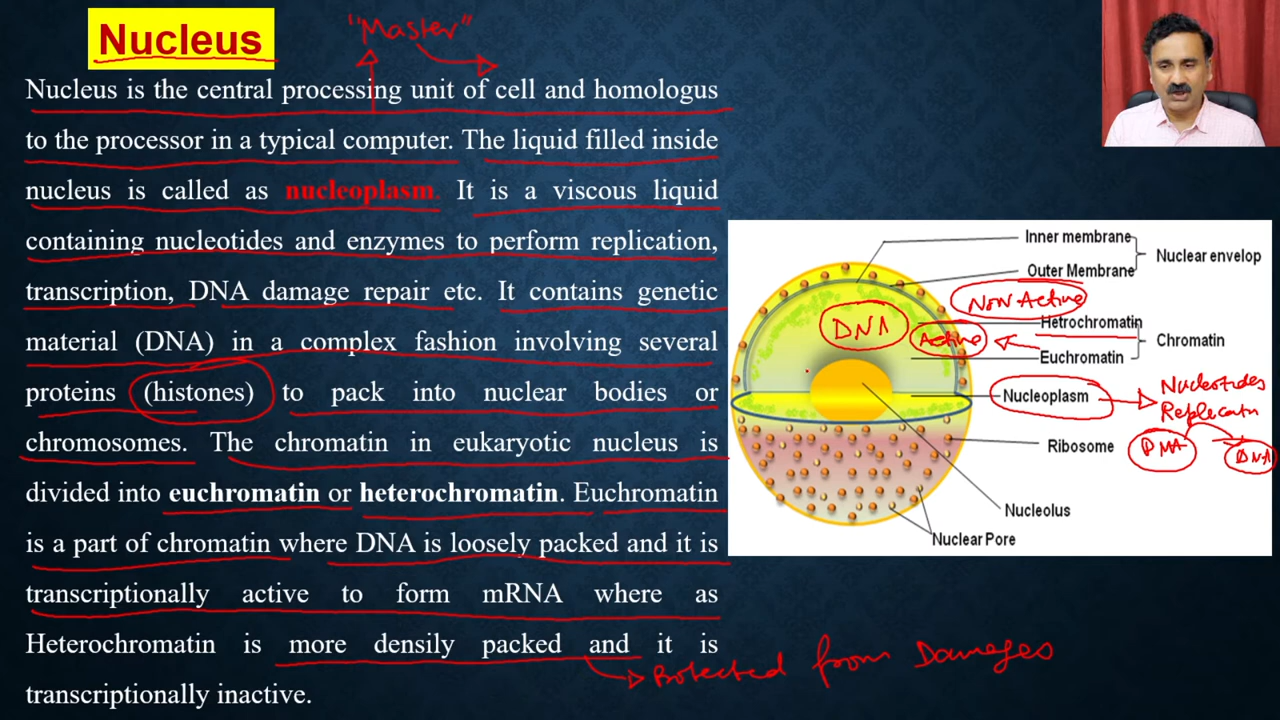 Nucleus
"Master"
Nucleus is the central processing unit of cell and homologus
to the processor in a typical computer. The liquid filled inside
nucleus is called as nucleoplasm. It is a viscous liquid
containing nucleotides and enzymes to perform replication,
transcription, DNA damage repair etc. It contains genetic
material (DNA) in a complex fashion involving several
proteins (histones) to pack into nuclear bodies or
chromosomes. The chromatin in eukaryotic nucleus is
divided into euchromatin or heterochromatin. Euchromatin
is a part of chromatin where DNA is loosely packed and it is
transcriptionally active to form mRNA where as
Heterochromatin is more densily packed and it is
transcriptionally inactive.
Protected from Damages
Inner membrane
Nuclear envelop
Outer Membrane
Non Active
DNA
Hetrochromatin
Active
Chromatin
Euchromatin
Nucleoplasm
Nucleotides
Replicatn
Ribosome
DNA
DNA
Nucleolus
Nuclear Pore